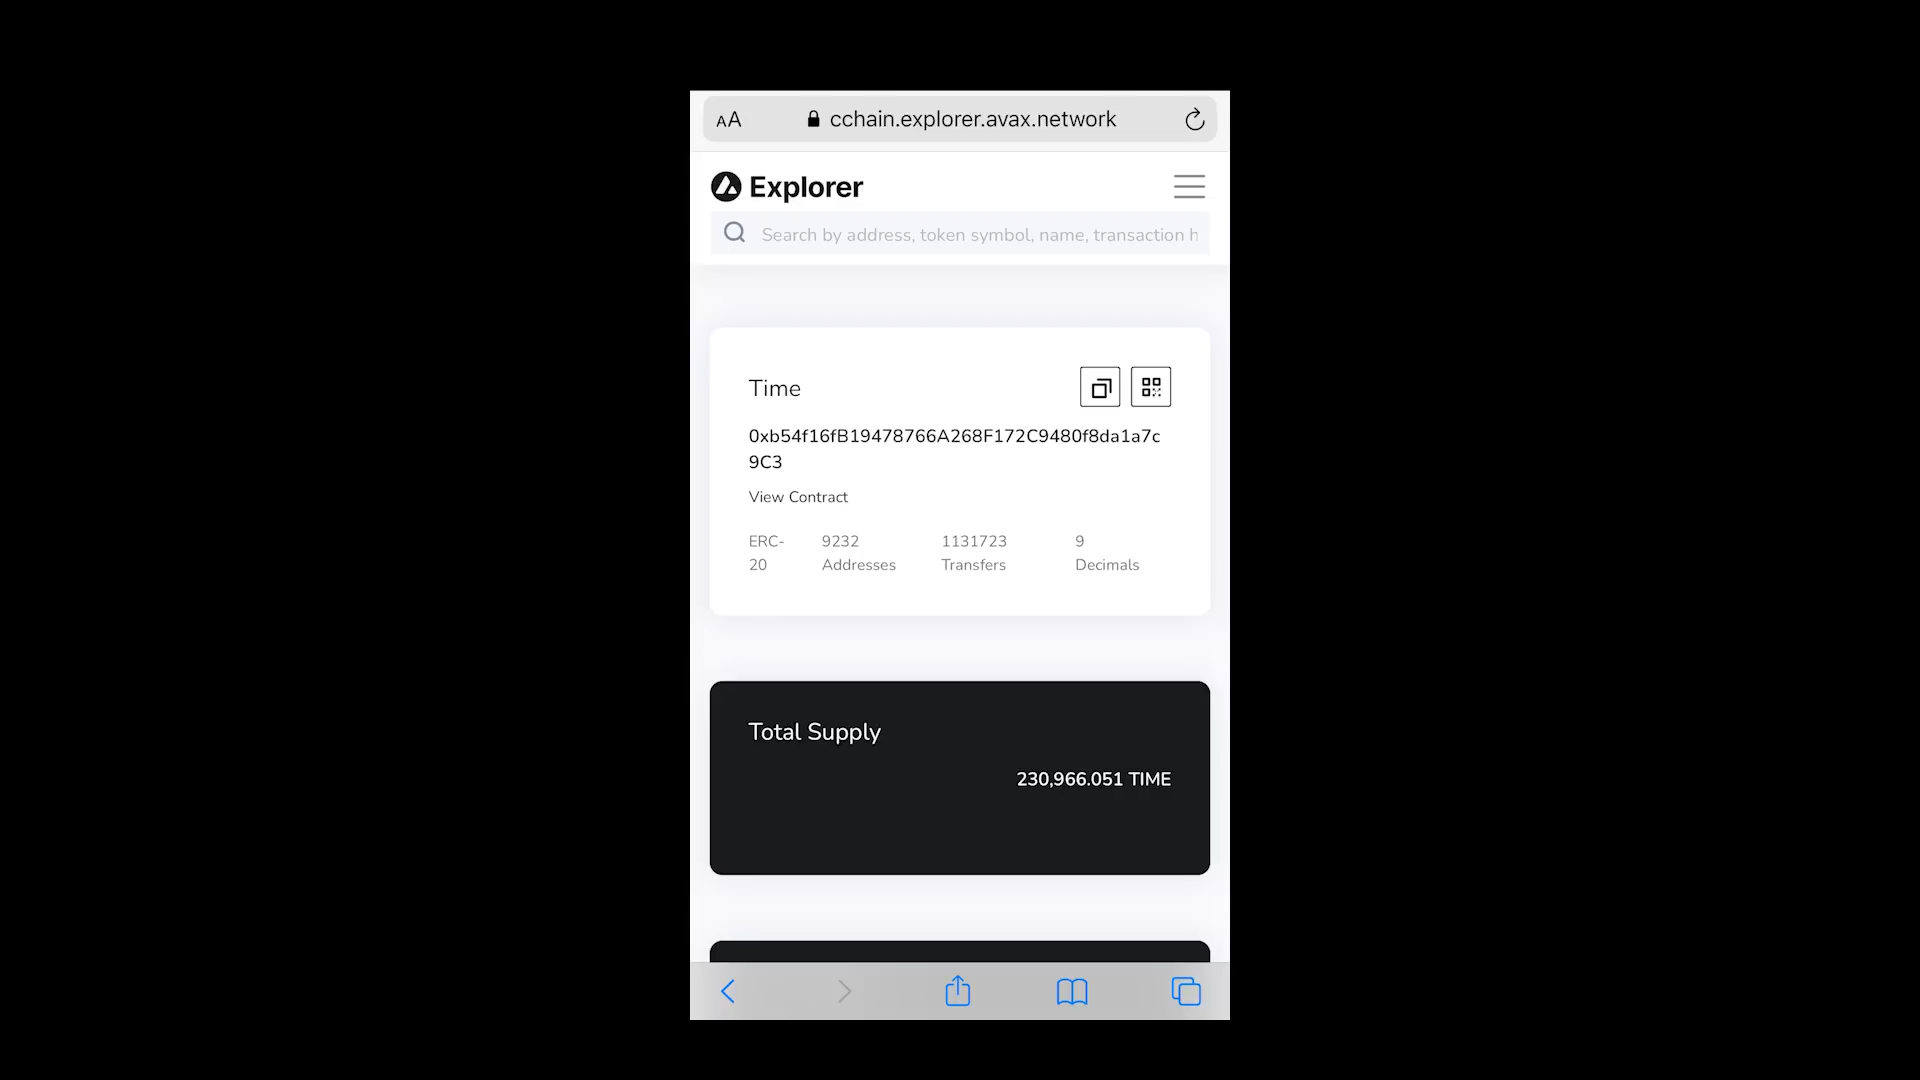 AA cchain.explorer.avax.network
Explorer
Search by address, token symbol, name, transaction h
Time
0xb54f16fB19478766A268F172C9480f8da1a7c
9C3
View Contract
ERC-
20
9232
Addresses
1131723
Transfers
9
Decimals
Total Supply
230,966.051 TIME